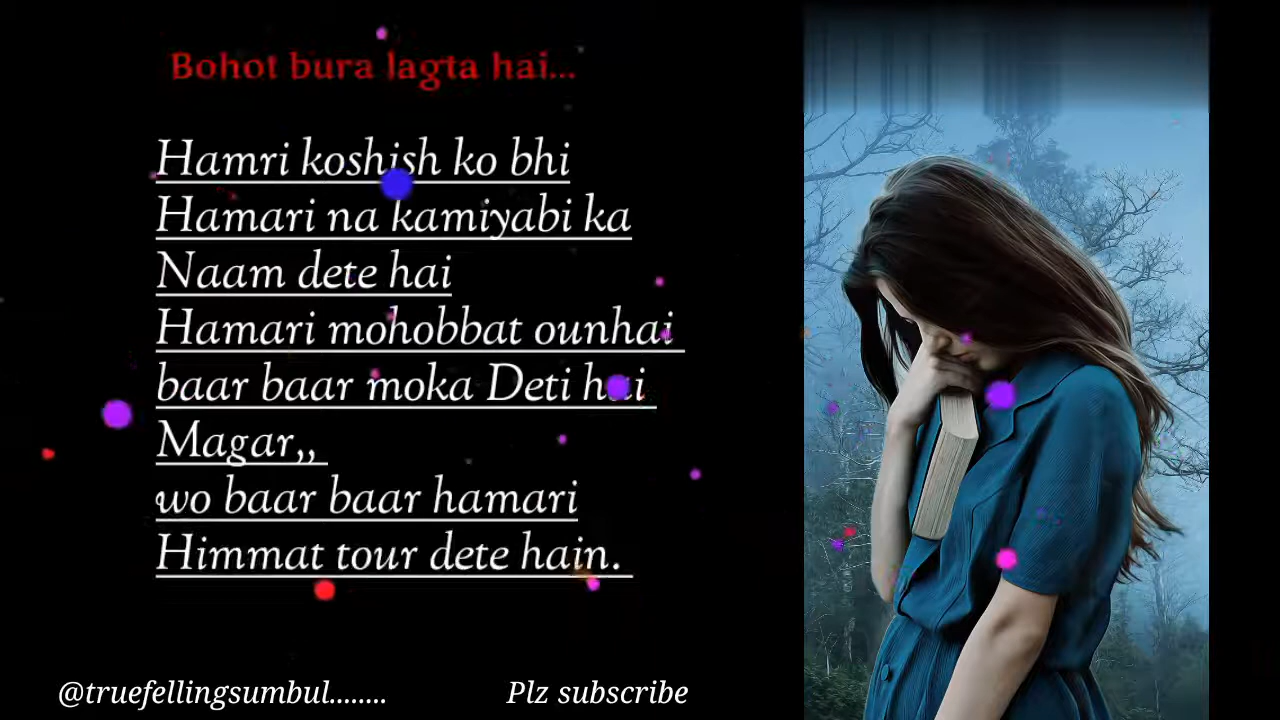 Bohot bura lagta hai...
Hamri koshish ko bhi
Hamari na kamiyabi ka
Naam dete hai
Hamari mohobbat ounhai
baar baar moka Deti hai
Magar,,
wo baar baar hamari
Himmat tour dete hain.
@truefellingsumbul........ Plz subscribe